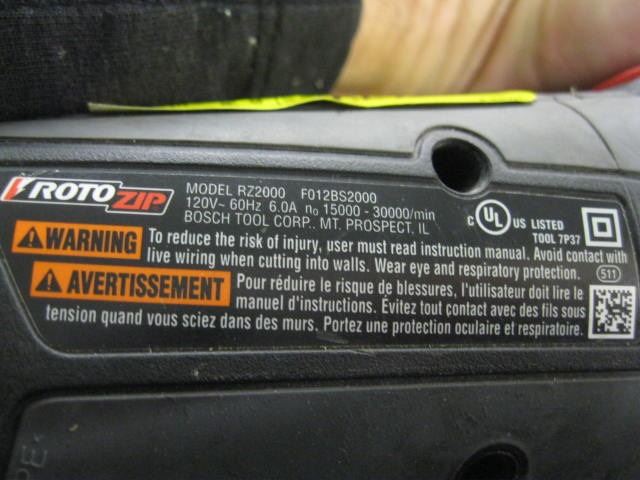 ROTOZIP
MODEL RZ2000 F012BS2000
120V~ 60Hz 6.0A n₀ 15000 - 30000/min
BOSCH TOOL CORP.. MT. PROSPECT, IL
C UL US LISTED
TOOL 7P37
WARNING To reduce the risk of injury, user must read instruction manual. Avoid contact with
live wiring when cutting into walls. Wear eye and respiratory protection.
511
AVERTISSEMENT Pour réduire le risque de blessures, l'utilisateur doit lire le
manuel d'instructions. Évitez tout contact avec des fils sous
tension quand vous sciez dans des murs. Portez une protection oculaire et respiratoire.